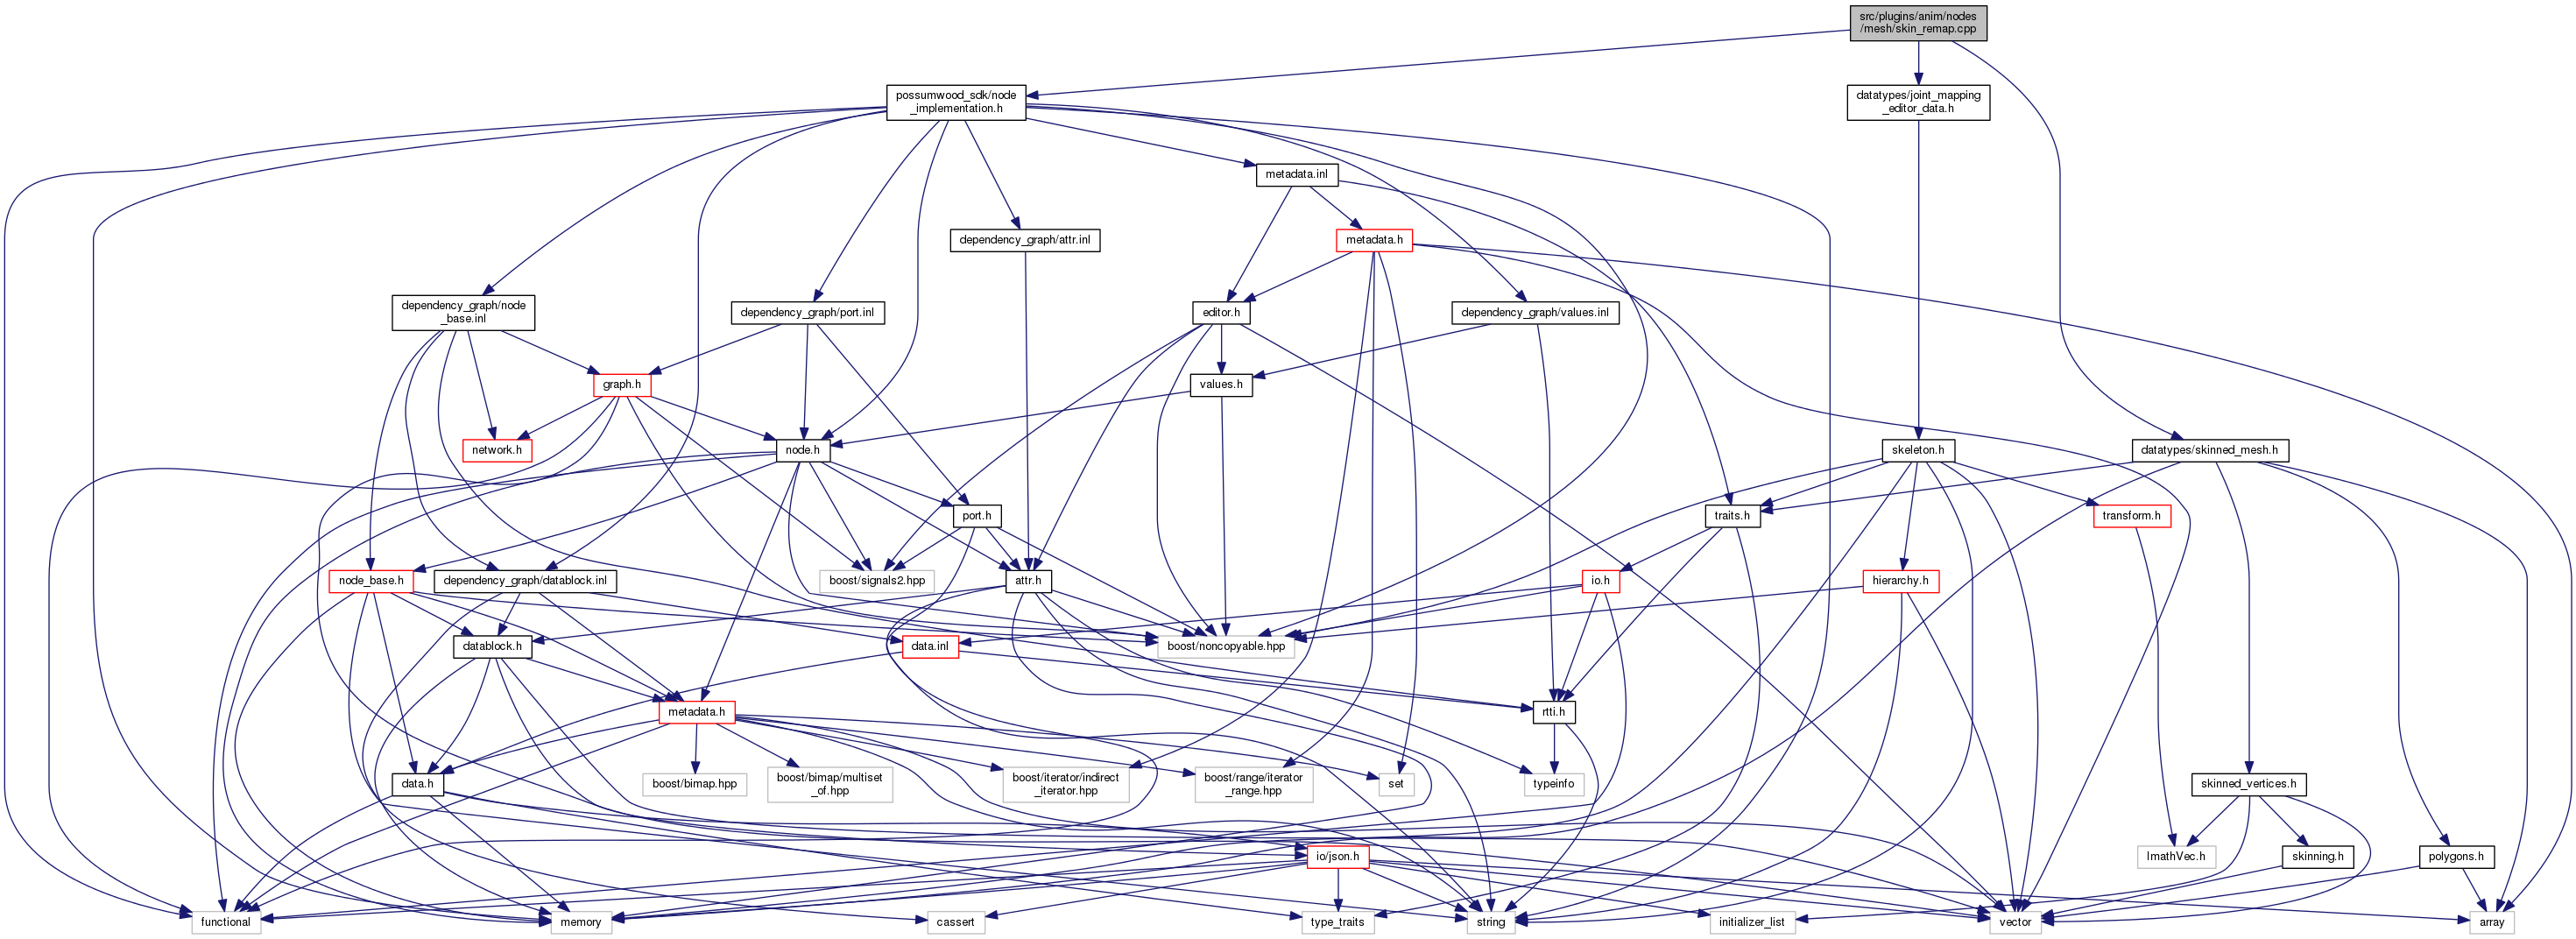 src/plugins/anim/nodes
/mesh/skin_remap.cpp
possumwood_sdk/node
_implementation.h
datatypes/joint_mapping
_editor_data.h
metadata.inl
dependency_graph/attr.inl
metadata.h
dependency_graph/node
_base.inl
dependency_graph/port.inl
editor.h
dependency_graph/values.inl
graph.h
values.h
network.h
node.h
skeleton.h
datatypes/skinned_mesh.h
port.h
traits.h
transform.h
node_base.h
dependency_graph/datablock.inl
boost/signals2.hpp
attr.h
io.h
hierarchy.h
datablock.h
data.inl
boost/noncopyable.hpp
metadata.h
rtti.h
data.h
boost/bimap.hpp
boost/bimap/multiset
_of.hpp
boost/iterator/indirect
_iterator.hpp
boost/range/iterator
_range.hpp
set
typeinfo
skinned_vertices.h
io/json.h
ImathVec.h
skinning.h
polygons.h
functional
memory
cassert
type_traits
string
initializer_list
vector
array